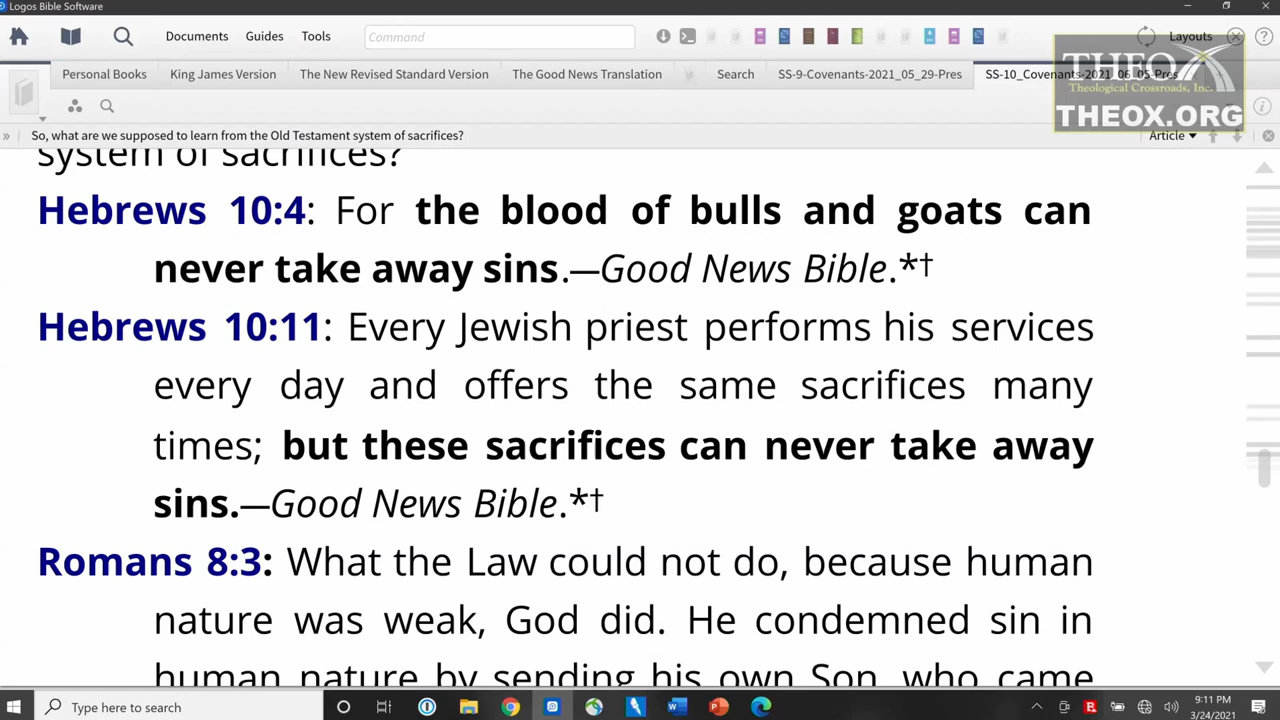 Logos Bible Software
Documents Guides Tools Command Layouts
Personal Books King James Version The New Revised Standard Version The Good News Translation Search SS-9-Covenants-2021_05_29-Pres SS-10_Covenants-2021_06_05-Pres
THEOX
Theological Crossroads, Inc.
THEOX.ORG
» So, what are we supposed to learn from the Old Testament system of sacrifices? Article
system of sacrifices?
Hebrews 10:4: For the blood of bulls and goats can
never take away sins.—Good News Bible.*†
Hebrews 10:11: Every Jewish priest performs his services
every day and offers the same sacrifices many
times; but these sacrifices can never take away
sins.—Good News Bible.*†
Romans 8:3: What the Law could not do, because human
nature was weak, God did. He condemned sin in
human nature by sending his own Son, who came
Type here to search
9:11 PM
3/24/2021